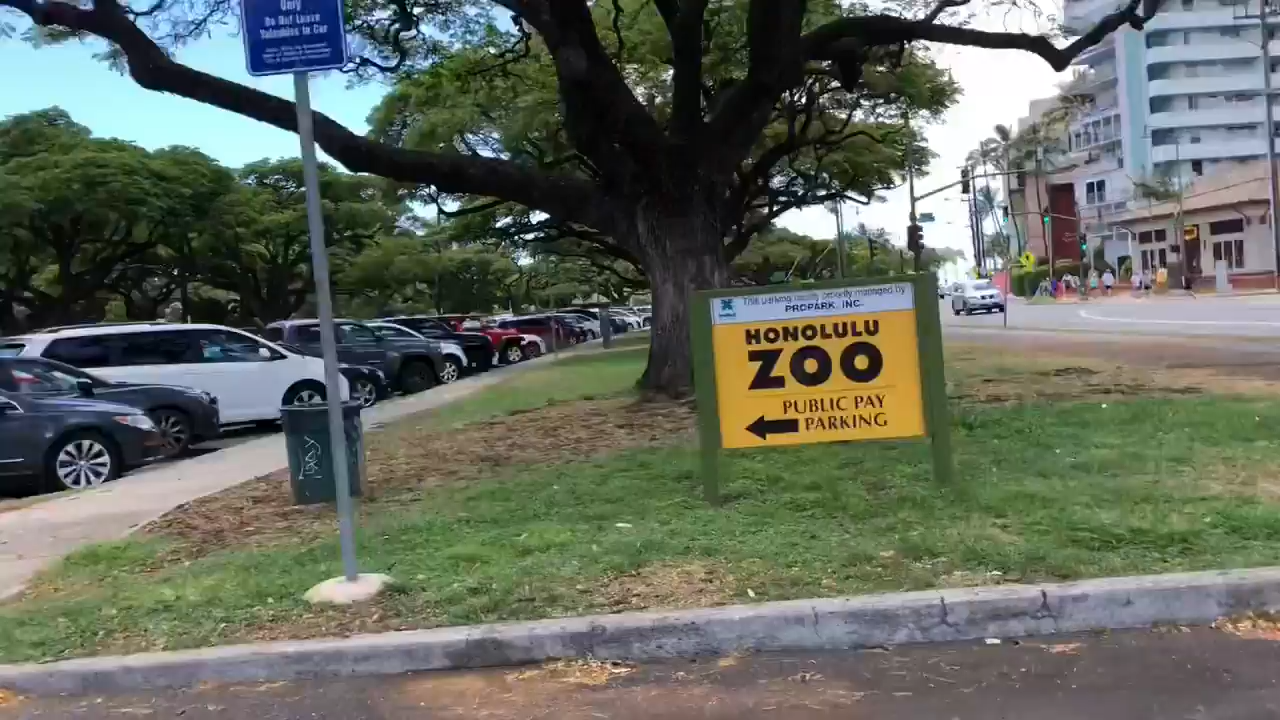 Only
Do Not Leave
Valuables In Car
This parking facility proudly managed by
PROPARK, INC.
HONOLULU
ZOO
PUBLIC PAY
PARKING